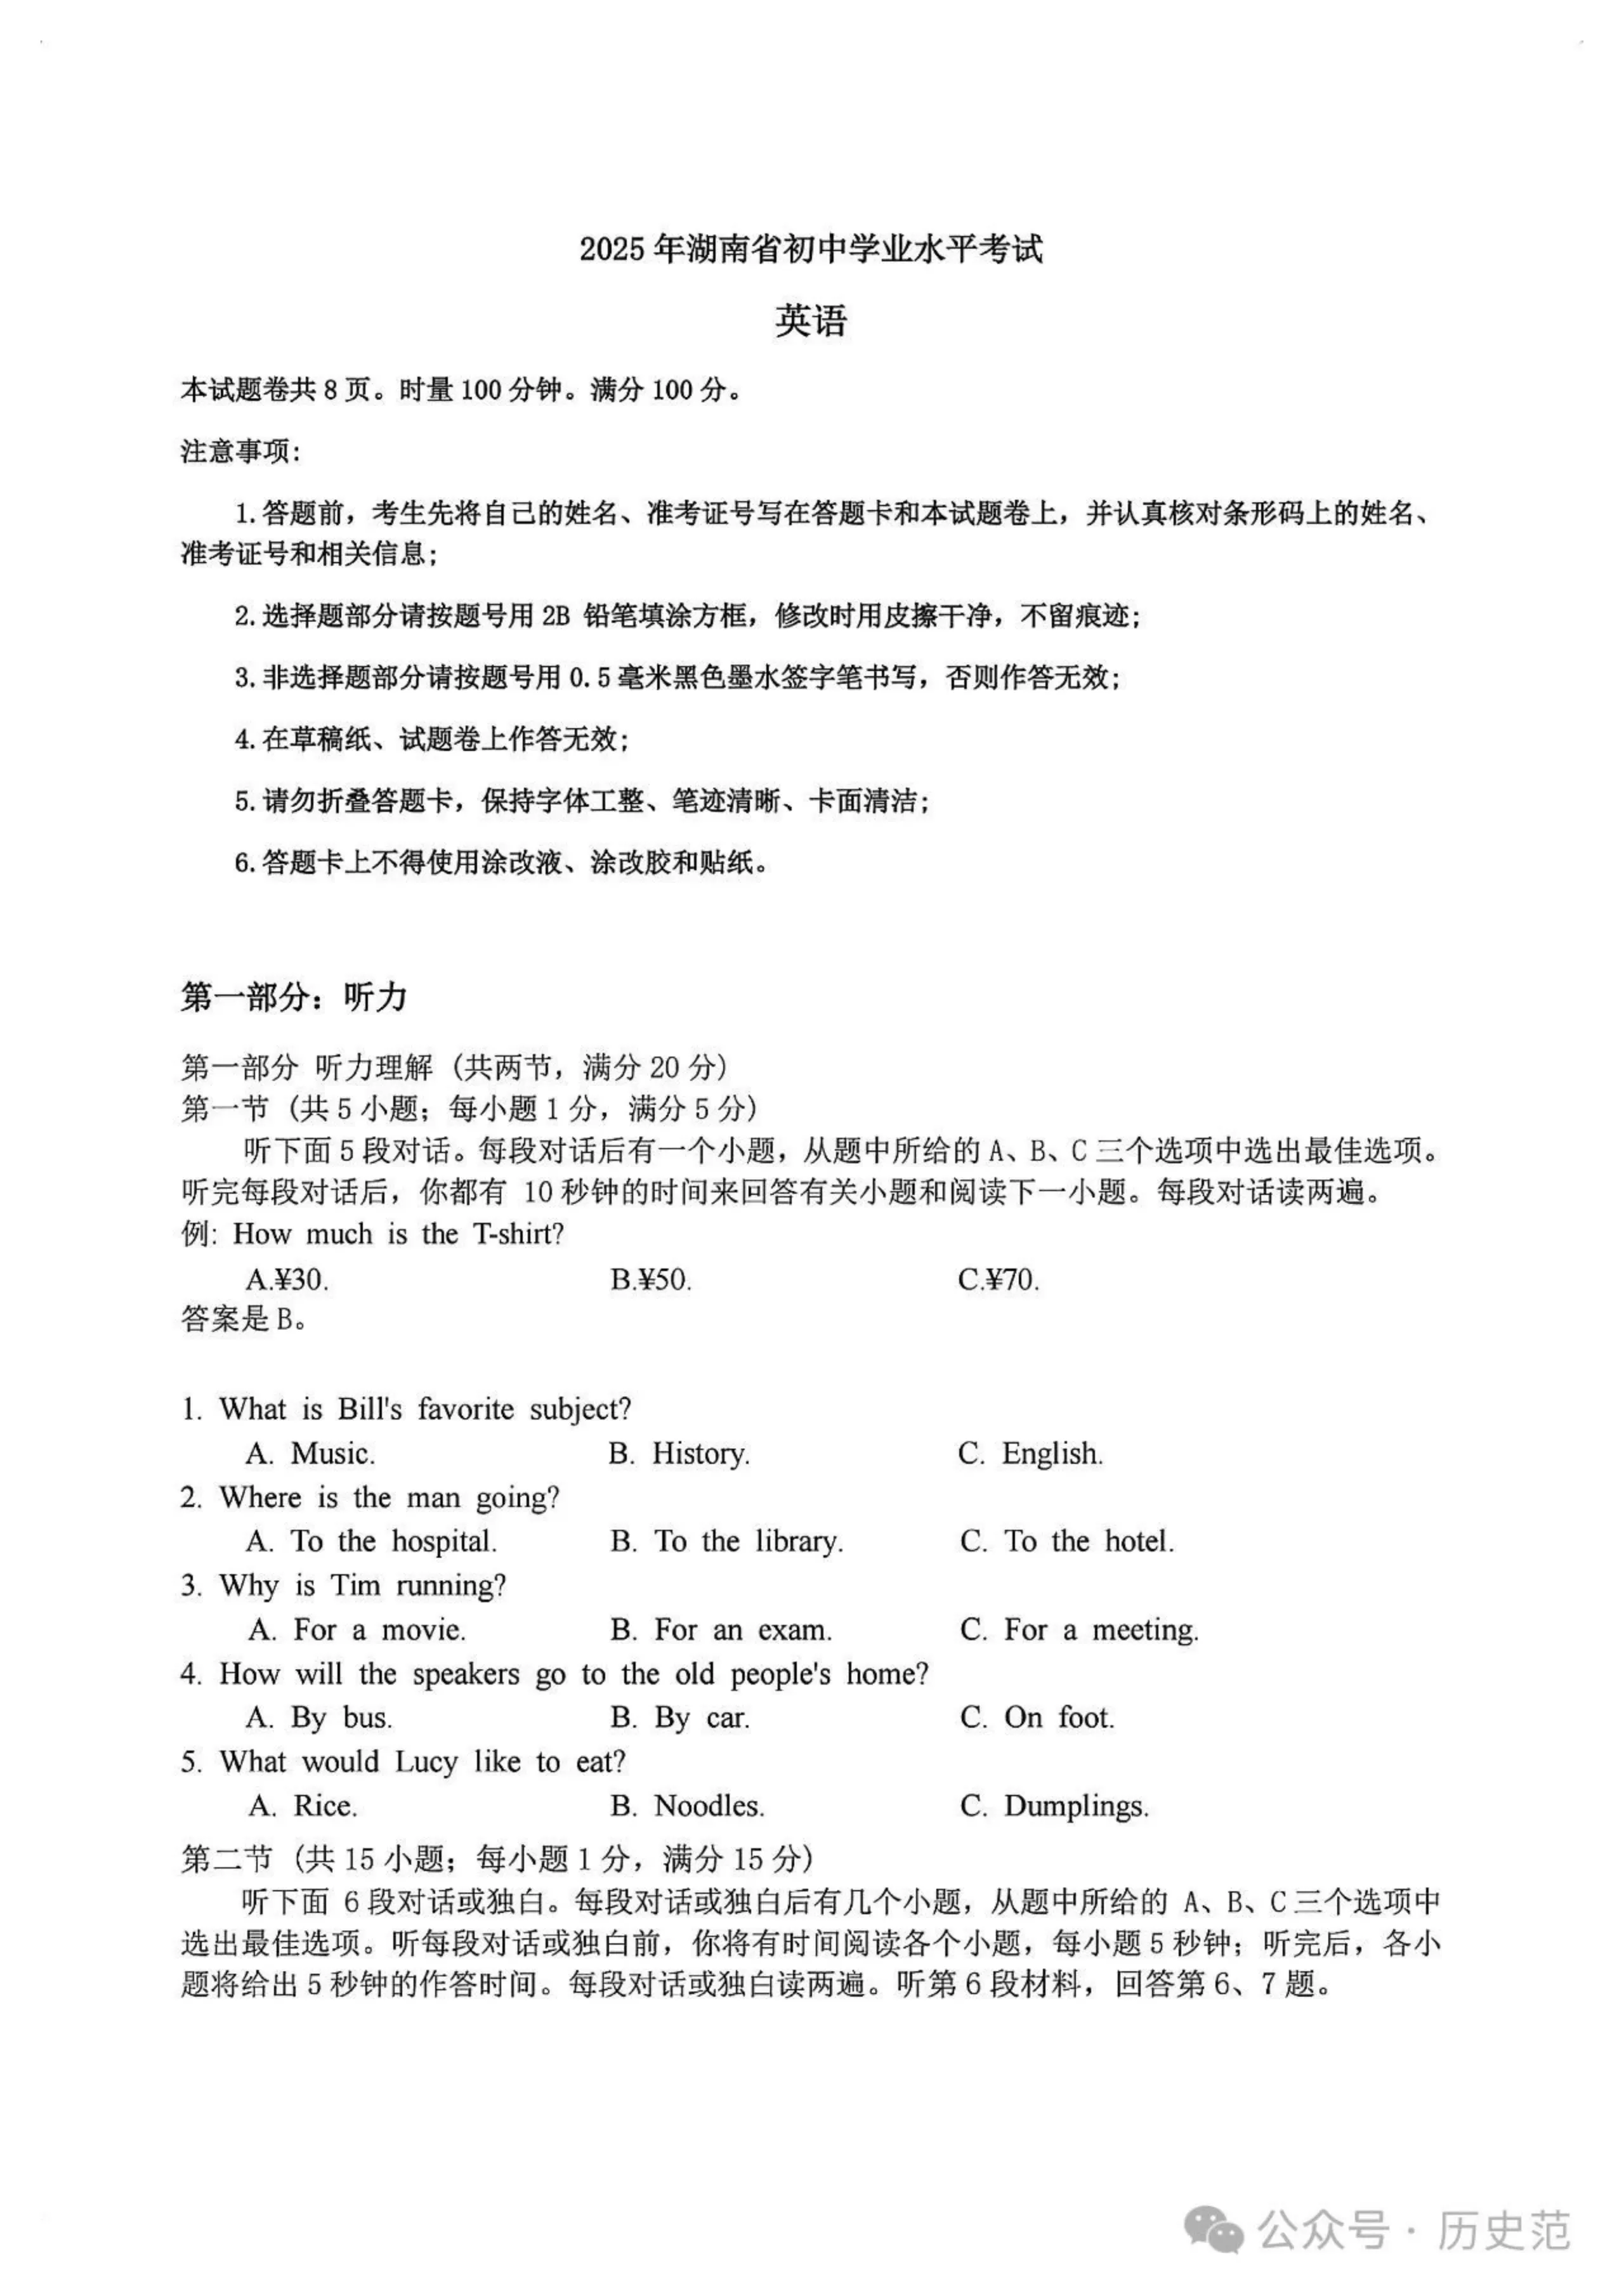 2025年湖南省初中学业水平考试
英语
本试题卷共8页。时量100分钟。满分100分。
注意事项:
1.答题前，考生先将自己的姓名、准考证号写在答题卡和本试题卷上，并认真核对条形码上的姓名、
准考证号和相关信息;
2.选择题部分请按题号用2B 铅笔填涂方框，修改时用皮擦干净，不留痕迹;
3.非选择题部分请按题号用0.5毫米黑色墨水签字笔书写，否则作答无效;
4.在草稿纸、试题卷上作答无效;
5.请勿折叠答题卡，保持字体工整、笔迹清晰、卡面清洁;
6.答题卡上不得使用涂改液、涂改胶和贴纸。
第一部分：听力
第一部分 听力理解 (共两节，满分20分)
第一节 (共5小题；每小题1分，满分5分)
听下面5段对话。每段对话后有一个小题，从题中所给的A、B、C三个选项中选出最佳选项。
听完每段对话后，你都有 10秒钟的时间来回答有关小题和阅读下一小题。每段对话读两遍。
例: How much is the T-shirt?
A.¥30. B.¥50. C.¥70.
答案是B。
1. What is Bill's favorite subject?
A. Music. B. History. C. English.
2. Where is the man going?
A. To the hospital. B. To the library. C. To the hotel.
3. Why is Tim running?
A. For a movie. B. For an exam. C. For a meeting.
4. How will the speakers go to the old people's home?
A. By bus. B. By car. C. On foot.
5. What would Lucy like to eat?
A. Rice. B. Noodles. C. Dumplings.
第二节 (共15小题；每小题1分，满分15分)
听下面 6段对话或独白。每段对话或独白后有几个小题，从题中所给的 A、B、C三个选项中
选出最佳选项。听每段对话或独白前，你将有时间阅读各个小题，每小题5秒钟；听完后，各小
题将给出5秒钟的作答时间。每段对话或独白读两遍。听第6段材料，回答第6、7题。
公众号·历史范